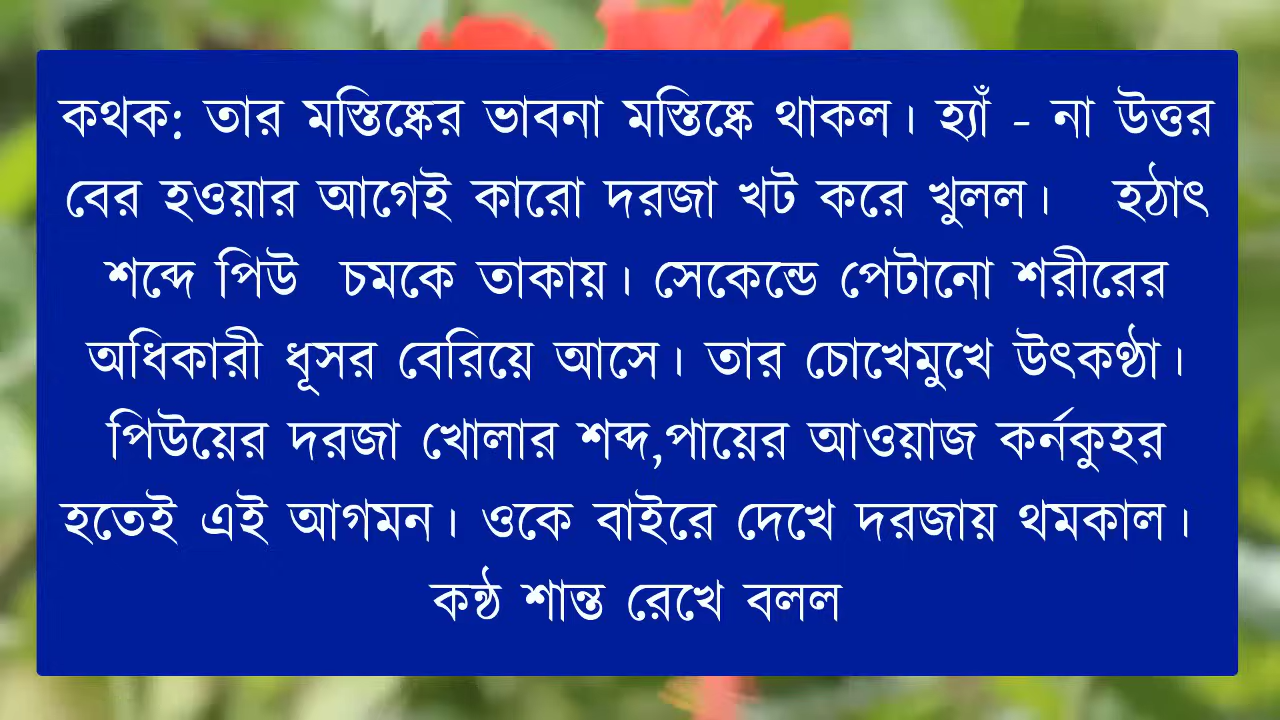 কথক: তার মস্তিষ্কের ভাবনা মস্তিষ্কে থাকল। হ্যাঁ - না উত্তর
বের হওয়ার আগেই কারো দরজা খট করে খুলল। হঠাৎ
শব্দে পিউ চমকে তাকায়। সেকেন্ডে পেটানো শরীরের
অধিকারী ধূসর বেরিয়ে আসে। তার চোখেমুখে উৎকণ্ঠা।
পিউয়ের দরজা খোলার শব্দ,পায়ের আওয়াজ কর্নকুহর
হতেই এই আগমন। ওকে বাইরে দেখে দরজায় থমকাল।
কন্ঠ শান্ত রেখে বলল